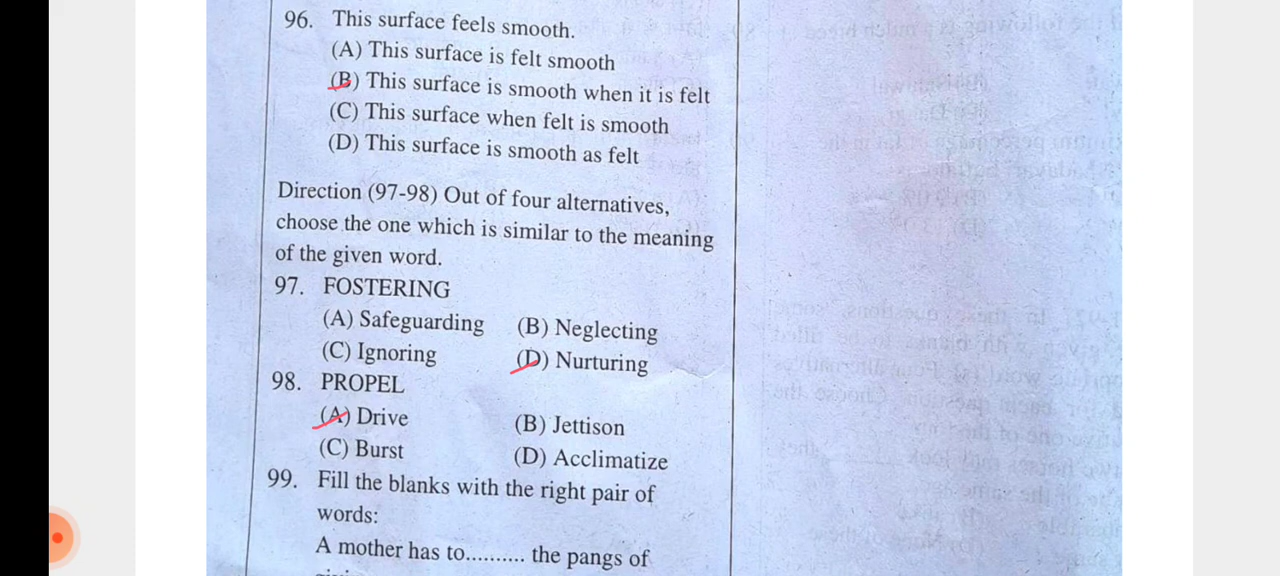 96. This surface feels smooth.
(A) This surface is felt smooth
(B) This surface is smooth when it is felt
(C) This surface when felt is smooth
(D) This surface is smooth as felt
Direction (97-98) Out of four alternatives,
choose the one which is similar to the meaning
of the given word.
97. FOSTERING
(A) Safeguarding (B) Neglecting
(C) Ignoring (D) Nurturing
98. PROPEL
(A) Drive (B) Jettison
(C) Burst (D) Acclimatize
99. Fill the blanks with the right pair of
words:
A mother has to.......... the pangs of